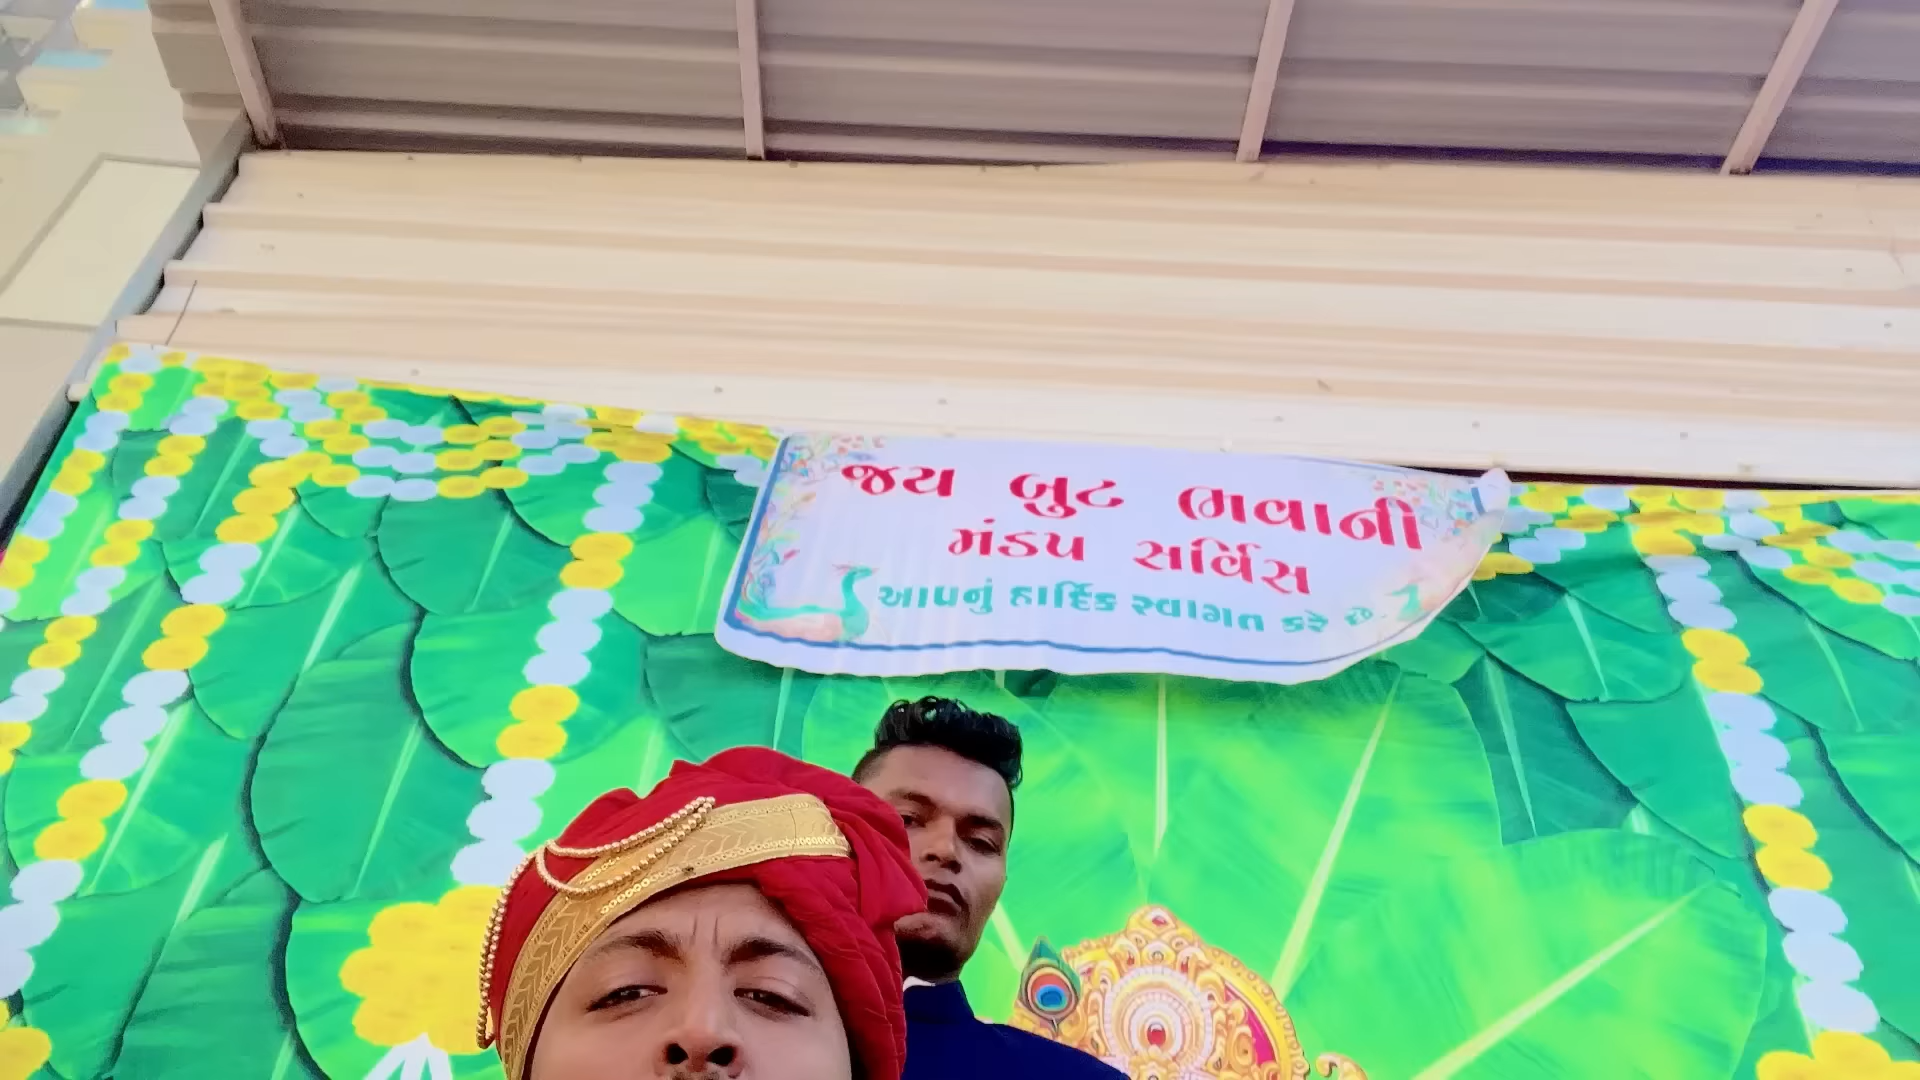 જય બુટ ભવાની
મંડપ સર્વિસ
આપનું હાર્દિક સ્વાગત કરે છે.